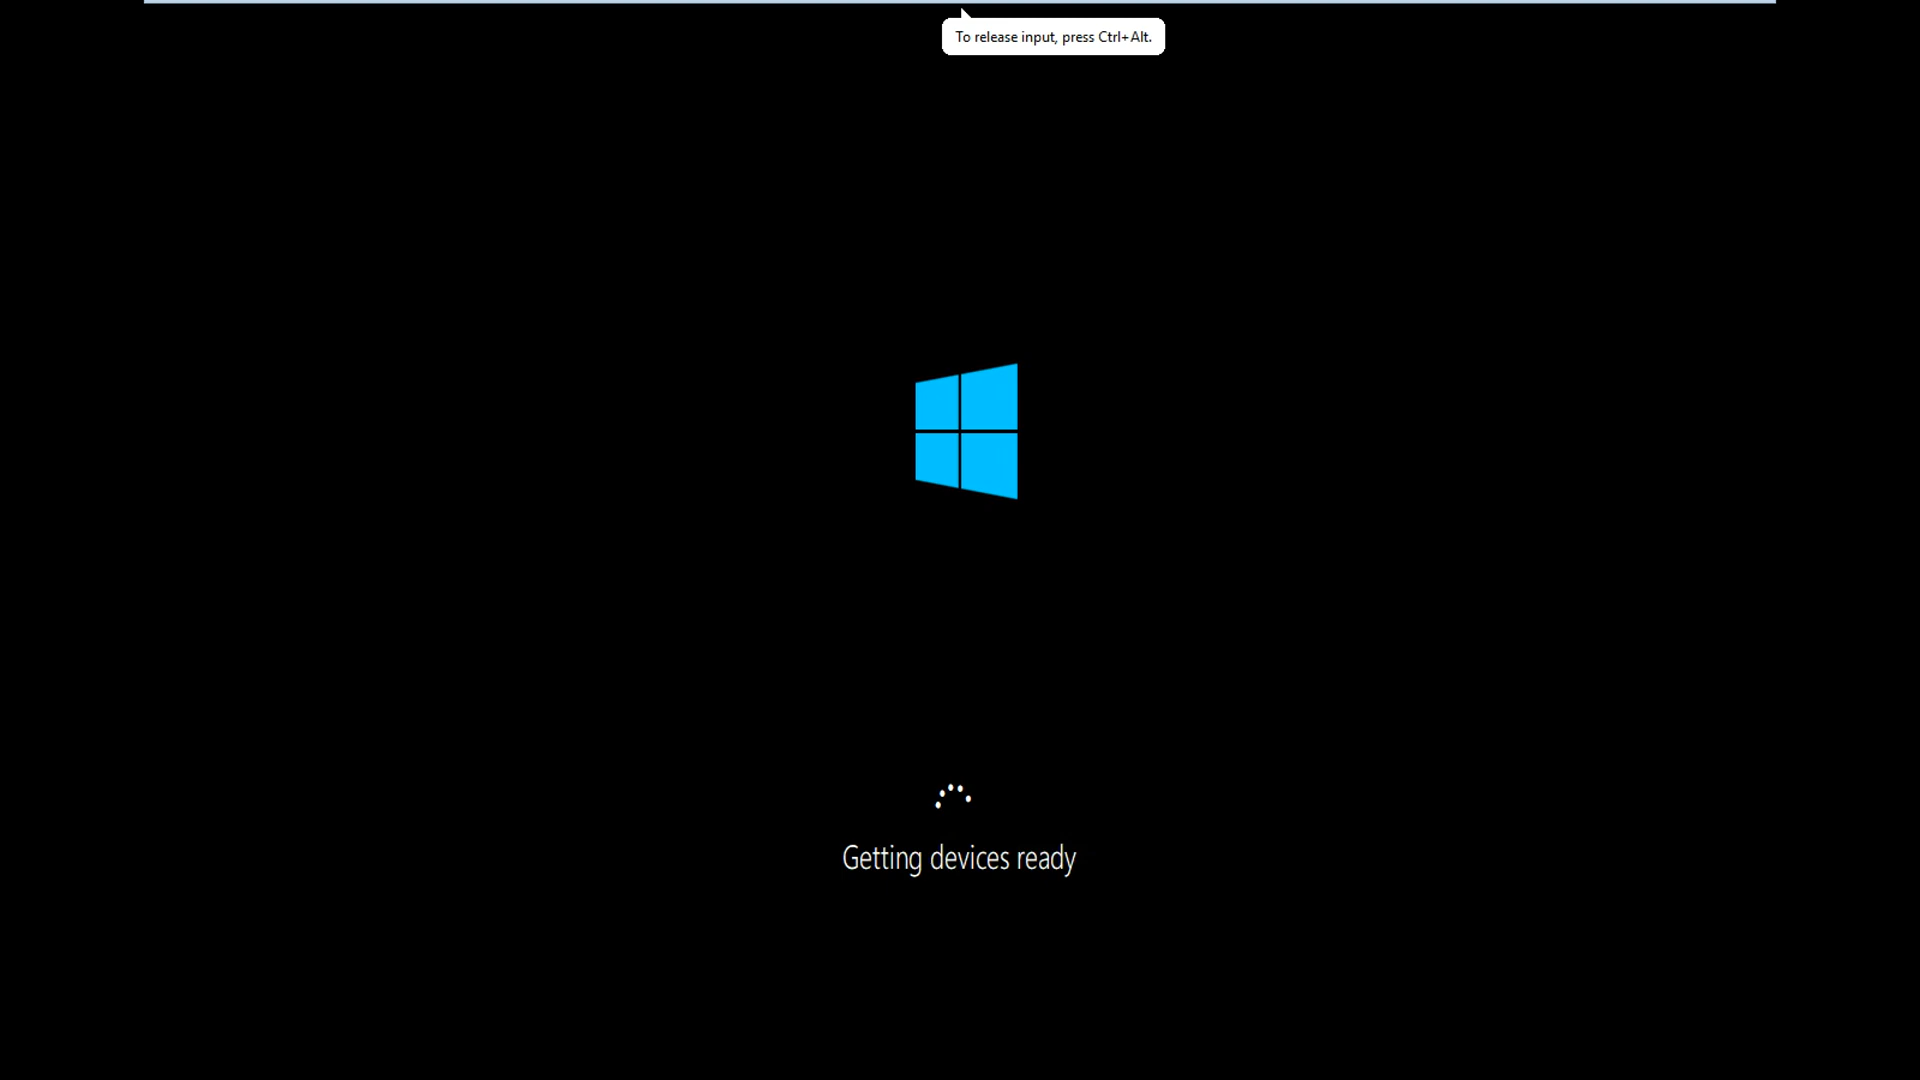 To release input, press Ctrl+Alt.
Getting devices ready